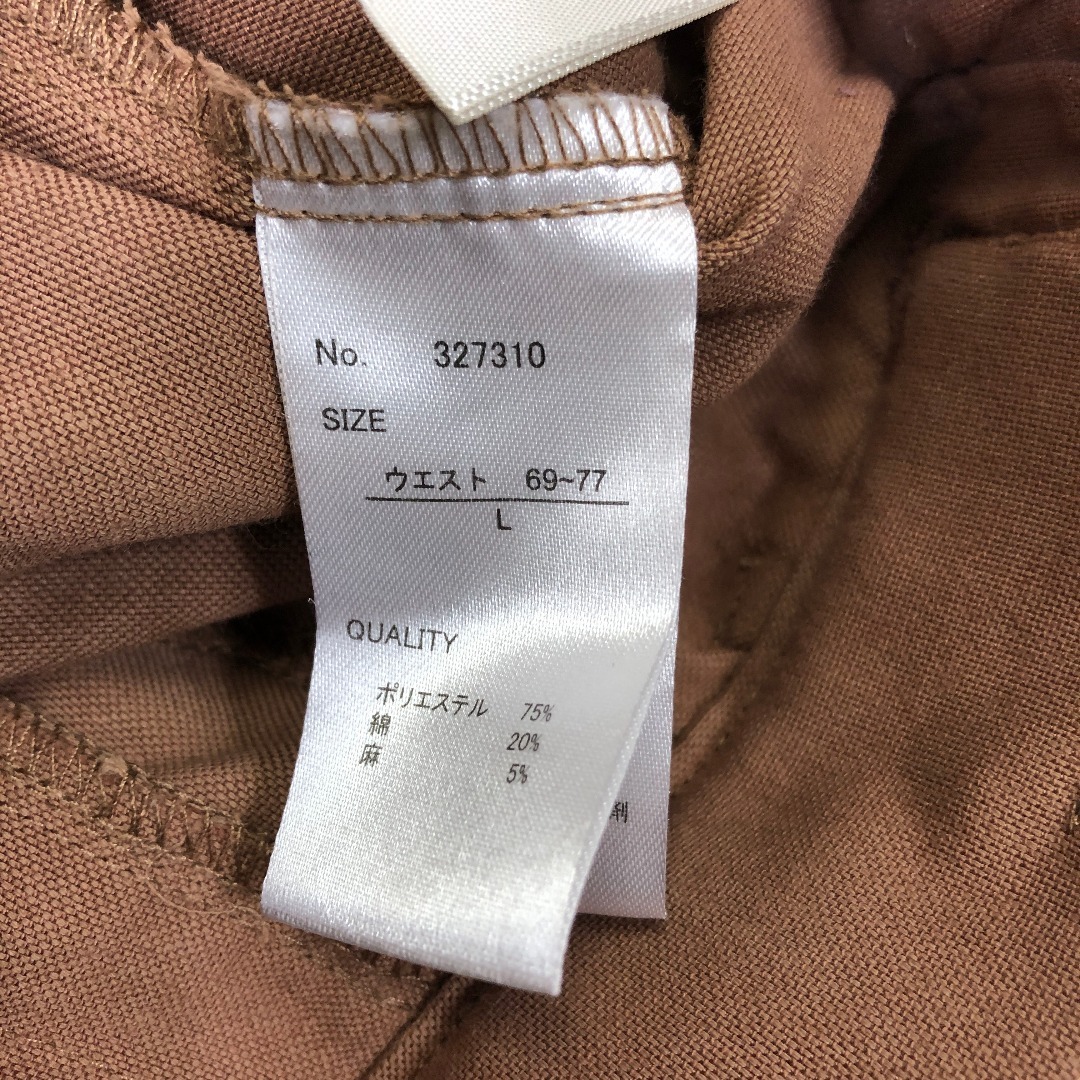 No. 327310
SIZE
ウエスト 69~77
L
QUALITY
ポリエステル 75%
綿 20%
麻 5%
剤